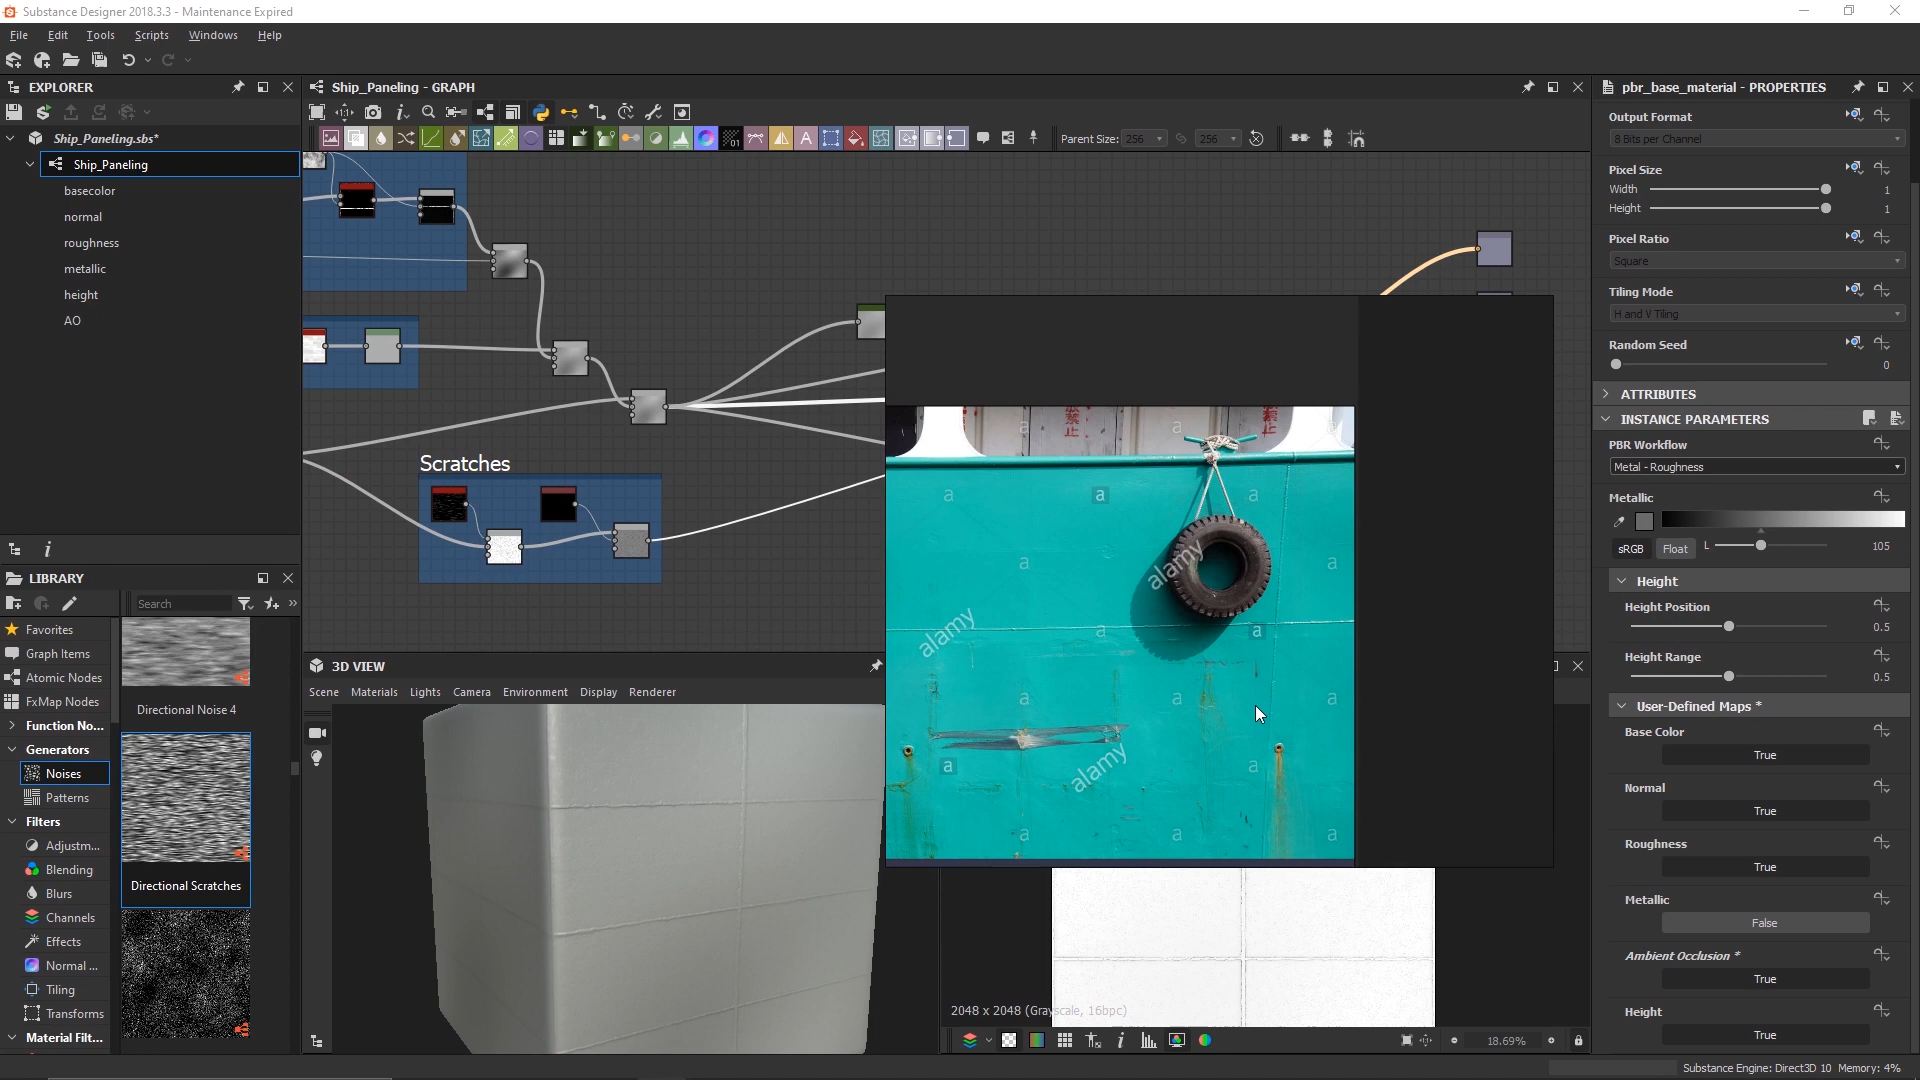 Substance Designer 2018.3.3 - Maintenance Expired
File Edit Tools Scripts Windows Help
EXPLORER
Ship_Paneling.sbs*
Ship_Paneling
basecolor
normal
roughness
metallic
height
AO
LIBRARY
Search
Favorites
Graph Items
Atomic Nodes
FxMap Nodes
Function No...
Generators
Noises
Patterns
Filters
Adjustm...
Blending
Blurs
Channels
Effects
Normal ...
Tiling
Transforms
Material Filt...
Directional Noise 4
Directional Scratches
Ship_Paneling - GRAPH
Parent Size: 256 256
Scratches
3D VIEW
Scene Materials Lights Camera Environment Display Renderer
禁止
a a a
a a a
a alamy a
alamy a a
a a a
a alamy a
a a a
2048 x 2048 (Grayscale, 16bpc)
18.69%
pbr_base_material - PROPERTIES
Output Format
8 Bits per Channel
Pixel Size
Width 1
Height 1
Pixel Ratio
Square
Tiling Mode
H and V Tiling
Random Seed
0
ATTRIBUTES
INSTANCE PARAMETERS
PBR Workflow
Metal - Roughness
Metallic
sRGB Float L 105
Height
Height Position
0.5
Height Range
0.5
User-Defined Maps *
Base Color
True
Normal
True
Roughness
True
Metallic
False
Ambient Occlusion *
True
Height
True
Substance Engine: Direct3D 10 Memory: 4%